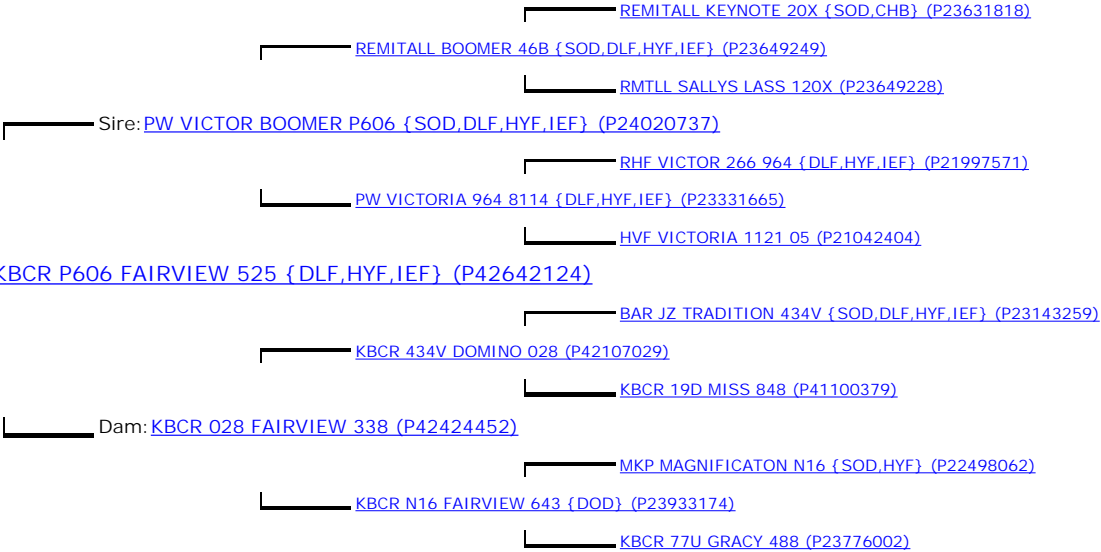 REMITALL KEYNOTE 20X {SOD,CHB} (P23631818)
REMITALL BOOMER 46B {SOD,DLF,HYF,IEF} (P23649249)
RMTLL SALLYS LASS 120X (P23649228)
Sire: PW VICTOR BOOMER P606 {SOD,DLF,HYF,IEF} (P24020737)
RHF VICTOR 266 964 {DLF,HYF,IEF} (P21997571)
PW VICTORIA 964 8114 {DLF,HYF,IEF} (P23331665)
HVF VICTORIA 1121 05 (P21042404)
KBCR P606 FAIRVIEW 525 {DLF,HYF,IEF} (P42642124)
BAR JZ TRADITION 434V {SOD,DLF,HYF,IEF} (P23143259)
KBCR 434V DOMINO 028 (P42107029)
KBCR 19D MISS 848 (P41100379)
Dam: KBCR 028 FAIRVIEW 338 (P42424452)
MKP MAGNIFICATON N16 {SOD,HYF} (P22498062)
KBCR N16 FAIRVIEW 643 {DOD} (P23933174)
KBCR 77U GRACY 488 (P23776002)